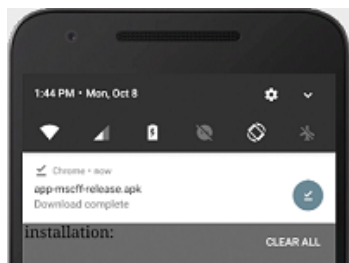 1:44 PM • Mon, Oct 8
Chrome • now
app-mscff-release.apk
Download complete
installation:
CLEAR ALL